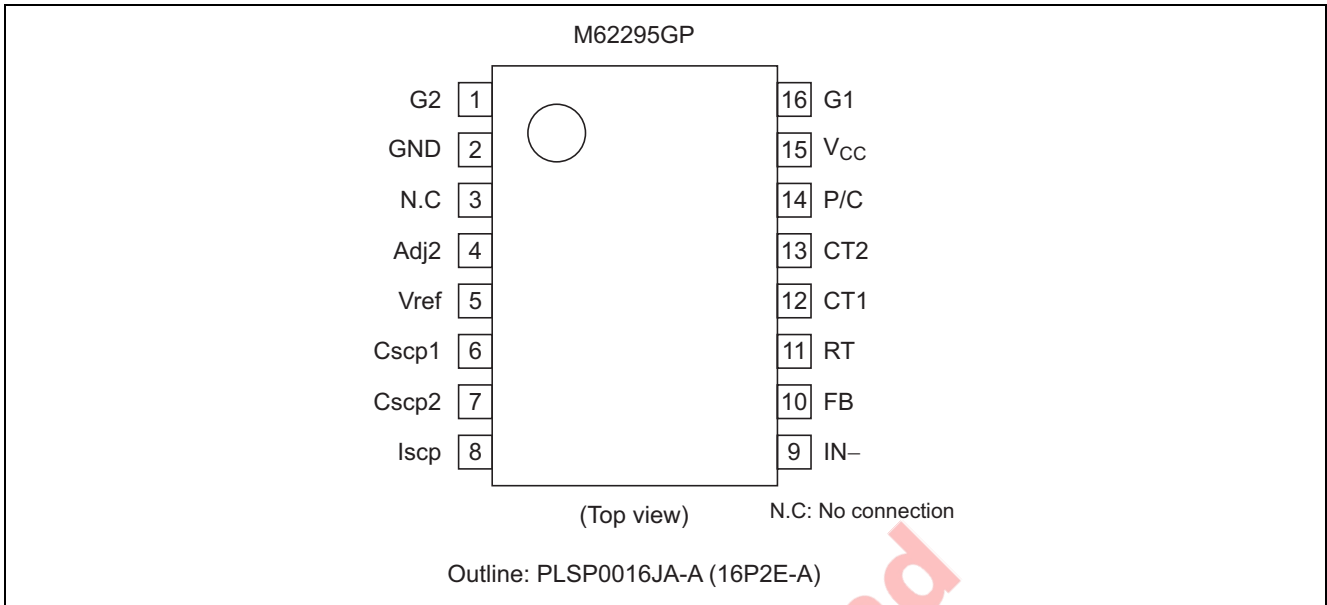 M62295GP
G2 1 16 G1
GND 2 15 VCC
N.C 3 14 P/C
Adj2 4 13 CT2
Vref 5 12 CT1
Cscp1 6 11 RT
Cscp2 7 10 FB
Iscp 8 9 IN−
(Top view) N.C: No connection
Outline: PLSP0016JA-A (16P2E-A)